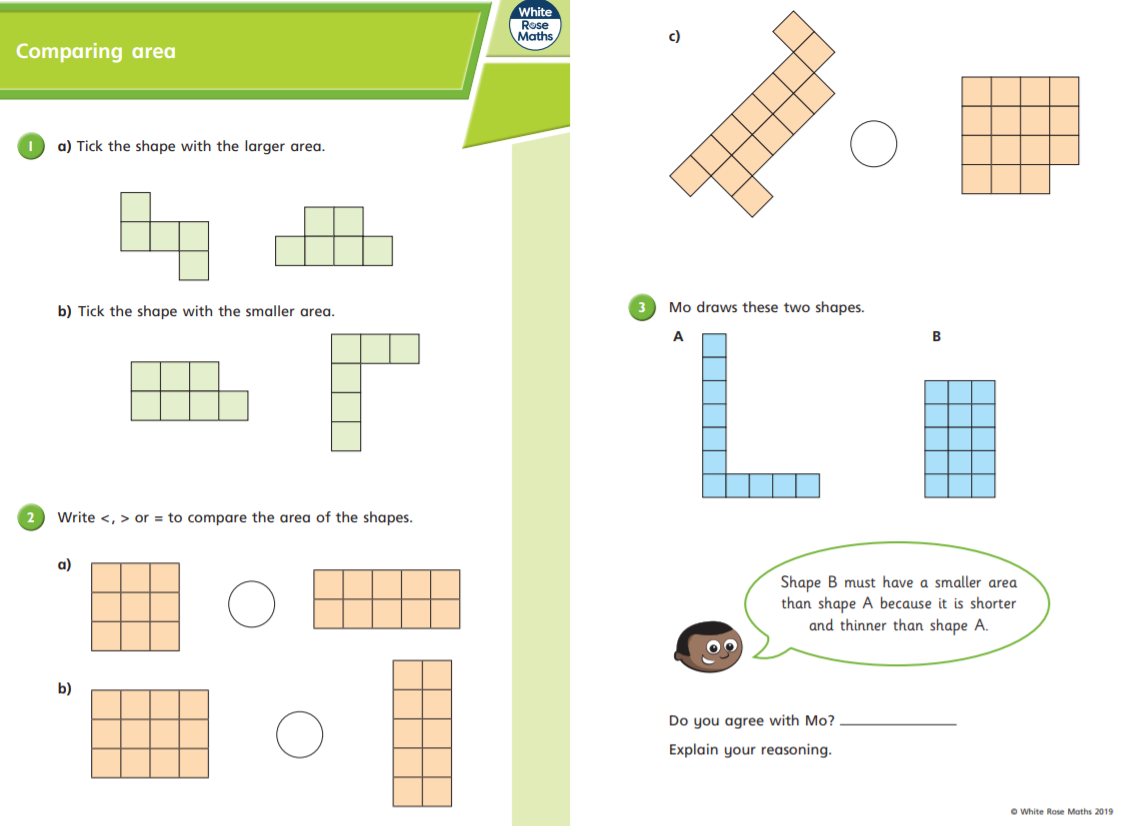 Comparing area
White
Rose
Maths
1 a) Tick the shape with the larger area.
b) Tick the shape with the smaller area.
2 Write <, > or = to compare the area of the shapes.
a)
b)
c)
3 Mo draws these two shapes.
A B
Shape B must have a smaller area
than shape A because it is shorter
and thinner than shape A.
Do you agree with Mo? ____________
Explain your reasoning.
© White Rose Maths 2019